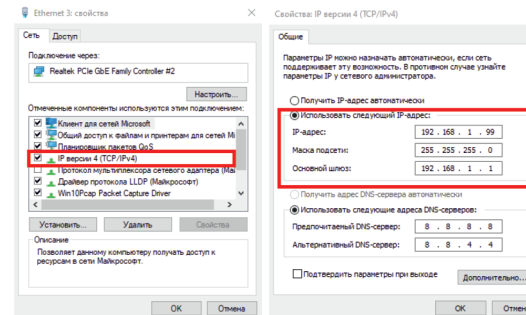 Ethernet 3: свойства
Сеть Доступ
Подключение через:
Realtek PCIe GbE Family Controller #2
Настроить...
Отмеченные компоненты используются этим подключением:
Клиент для сетей Microsoft
Общий доступ к файлам и принтерам для сетей Mi
Планировщик пакетов QoS
IP версии 4 (TCP/IPv4)
Протокол мультиплексора сетевого адаптера (Май
Драйвер протокола LLDP (Майкрософт)
Win10Pcap Packet Capture Driver
Установить... Удалить Свойства
Описание
Позволяет данному компьютеру получать доступ к
ресурсам в сети Майкрософт.
OK Отмена
Свойства: IP версии 4 (TCP/IPv4)
Общие
Параметры IP можно назначать автоматически, если сеть
поддерживает эту возможность. В противном случае узнайте
параметры IP у сетевого администратора.
Получить IP-адрес автоматически
Использовать следующий IP-адрес:
IP-адрес: 192 . 168 . 1 . 99
Маска подсети: 255 . 255 . 255 . 0
Основной шлюз: 192 . 168 . 1 . 1
Получить адрес DNS-сервера автоматически
Использовать следующие адреса DNS-серверов:
Предпочитаемый DNS-сервер: 8 . 8 . 8 . 8
Альтернативный DNS-сервер: 8 . 8 . 4 . 4
Подтвердить параметры при выходе Дополнительно...
OK Отмен